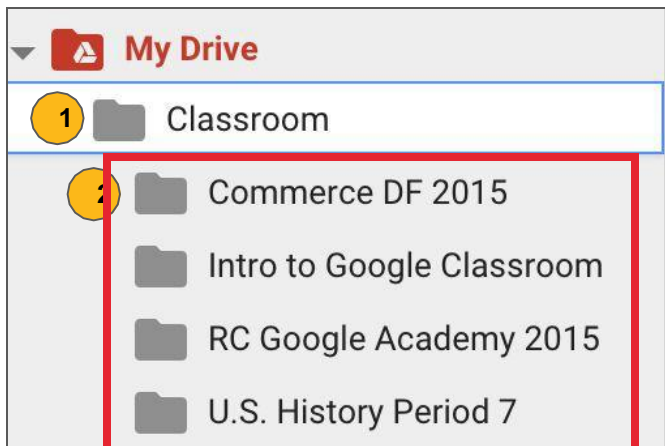 My Drive
1 Classroom
2 Commerce DF 2015
Intro to Google Classroom
RC Google Academy 2015
U.S. History Period 7